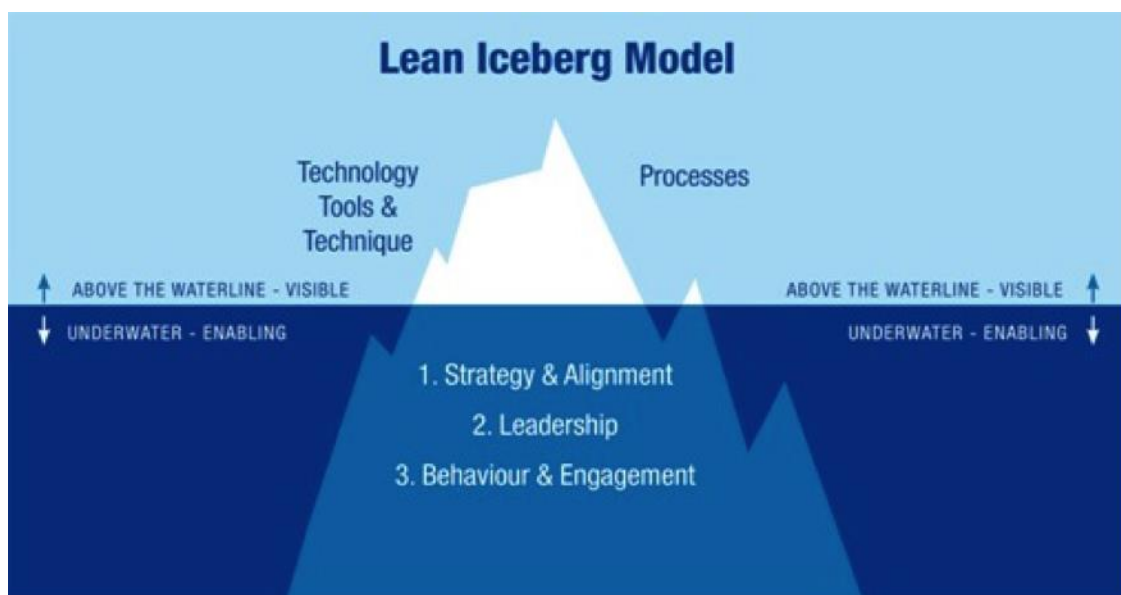 Lean Iceberg Model
Technology
Tools &
Technique
Processes
ABOVE THE WATERLINE - VISIBLE
ABOVE THE WATERLINE - VISIBLE
UNDERWATER - ENABLING
UNDERWATER - ENABLING
1. Strategy & Alignment
2. Leadership
3. Behaviour & Engagement